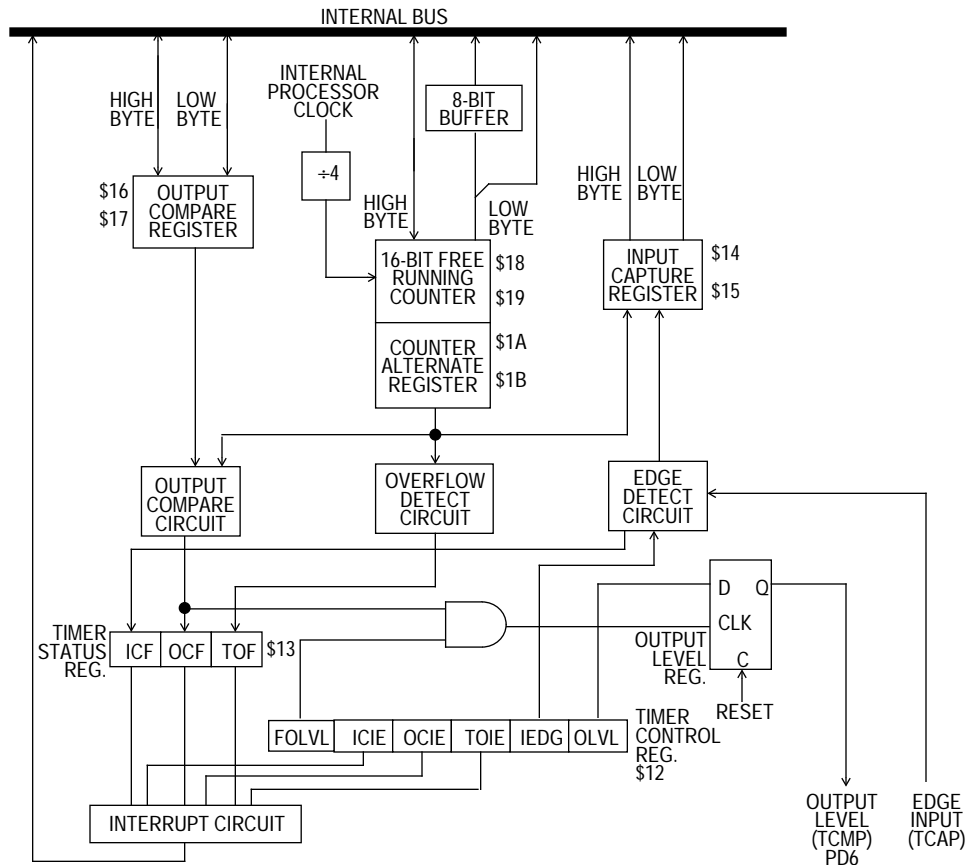 INTERNAL BUS
HIGH
BYTE
LOW
BYTE
INTERNAL
PROCESSOR
CLOCK
÷4
8-BIT
BUFFER
HIGH
BYTE
LOW
BYTE
HIGH
BYTE
LOW
BYTE
$16
$17
OUTPUT
COMPARE
REGISTER
16-BIT FREE
RUNNING
COUNTER
$18
$19
COUNTER
ALTERNATE
REGISTER
$1A
$1B
INPUT
CAPTURE
REGISTER
$14
$15
OUTPUT
COMPARE
CIRCUIT
OVERFLOW
DETECT
CIRCUIT
EDGE
DETECT
CIRCUIT
D Q
CLK
C
OUTPUT
LEVEL
REG.
RESET
TIMER
STATUS
REG.
ICF OCF TOF $13
FOLVL ICIE OCIE TOIE IEDG OLVL
TIMER
CONTROL
REG.
$12
INTERRUPT CIRCUIT
OUTPUT
LEVEL
(TCMP)
PD6
EDGE
INPUT
(TCAP)